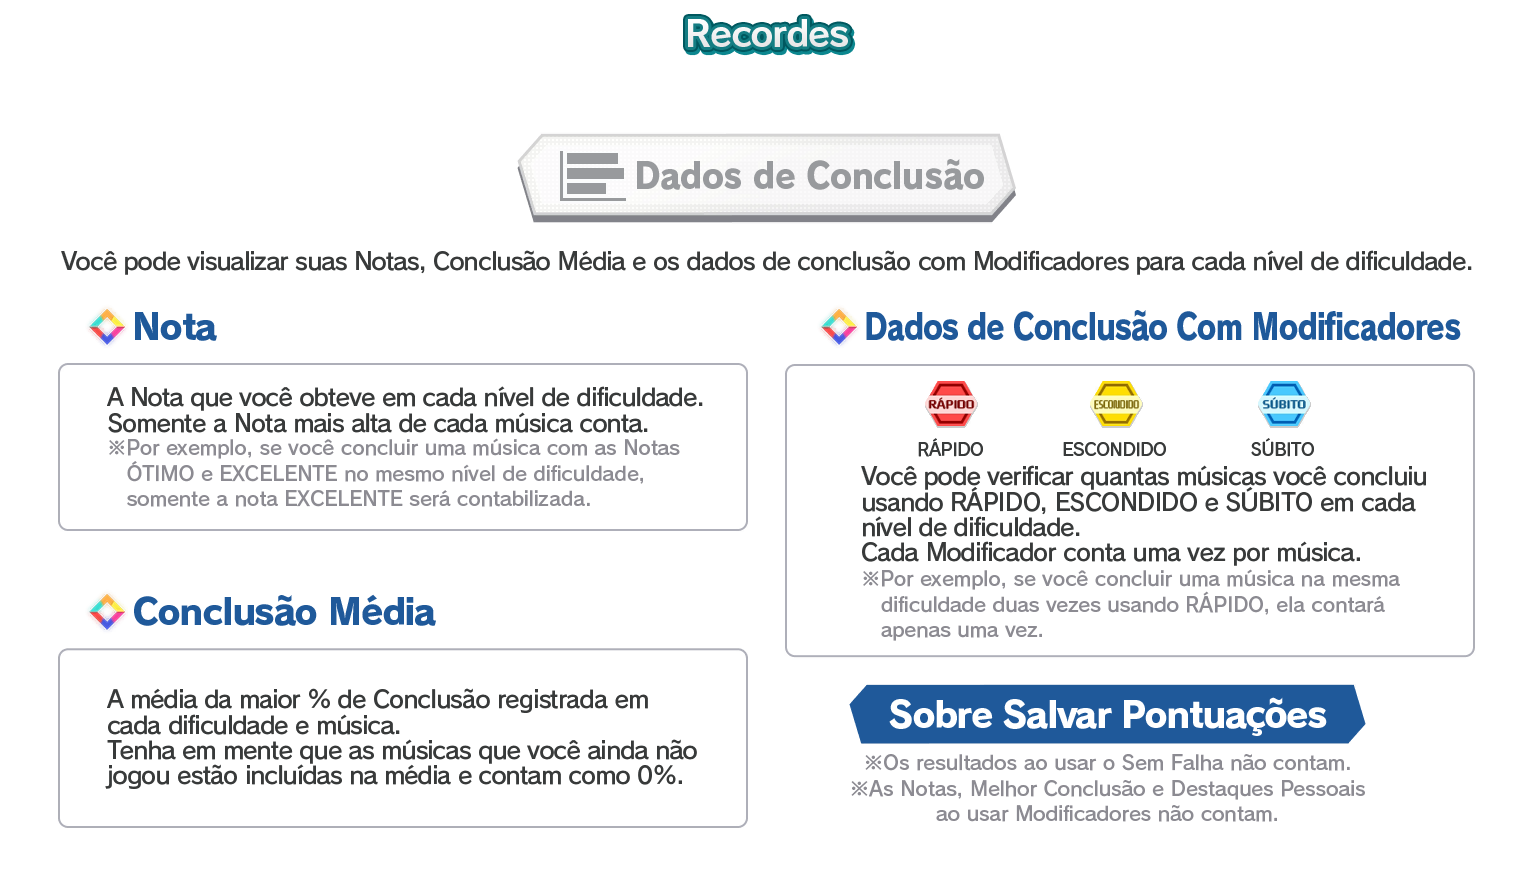 Recordes
Dados de Conclusão
Você pode visualizar suas Notas, Conclusão Média e os dados de conclusão com Modificadores para cada nível de dificuldade.
Nota
A Nota que você obteve em cada nível de dificuldade.
Somente a Nota mais alta de cada música conta.
※Por exemplo, se você concluir uma música com as Notas
ÓTIMO e EXCELENTE no mesmo nível de dificuldade,
somente a nota EXCELENTE será contabilizada.
Conclusão Média
A média da maior % de Conclusão registrada em
cada dificuldade e música.
Tenha em mente que as músicas que você ainda não
jogou estão incluídas na média e contam como 0%.
Dados de Conclusão Com Modificadores
RÁPIDO ESCONDIDO SÚBITO
RÁPIDO ESCONDIDO SÚBITO
Você pode verificar quantas músicas você concluiu
usando RÁPIDO, ESCONDIDO e SÚBITO em cada
nível de dificuldade.
Cada Modificador conta uma vez por música.
※Por exemplo, se você concluir uma música na mesma
dificuldade duas vezes usando RÁPIDO, ela contará
apenas uma vez.
Sobre Salvar Pontuações
※Os resultados ao usar o Sem Falha não contam.
※As Notas, Melhor Conclusão e Destaques Pessoais
ao usar Modificadores não contam.